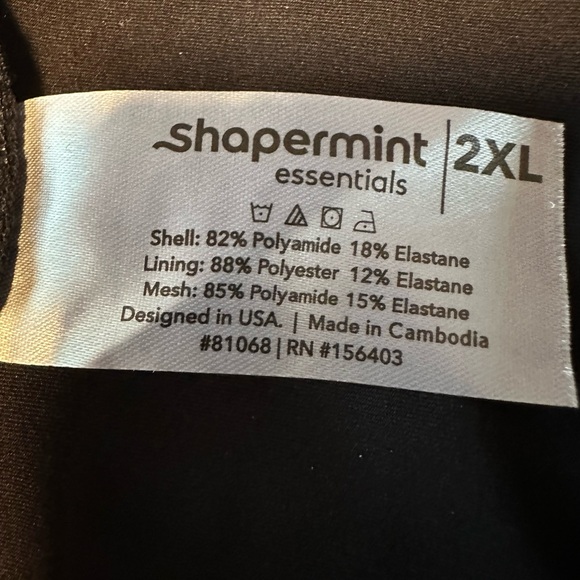 shapermint | 2XL
essentials
Shell: 82% Polyamide 18% Elastane
Lining: 88% Polyester 12% Elastane
Mesh: 85% Polyamide 15% Elastane
Designed in USA. | Made in Cambodia
#81068 | RN #156403